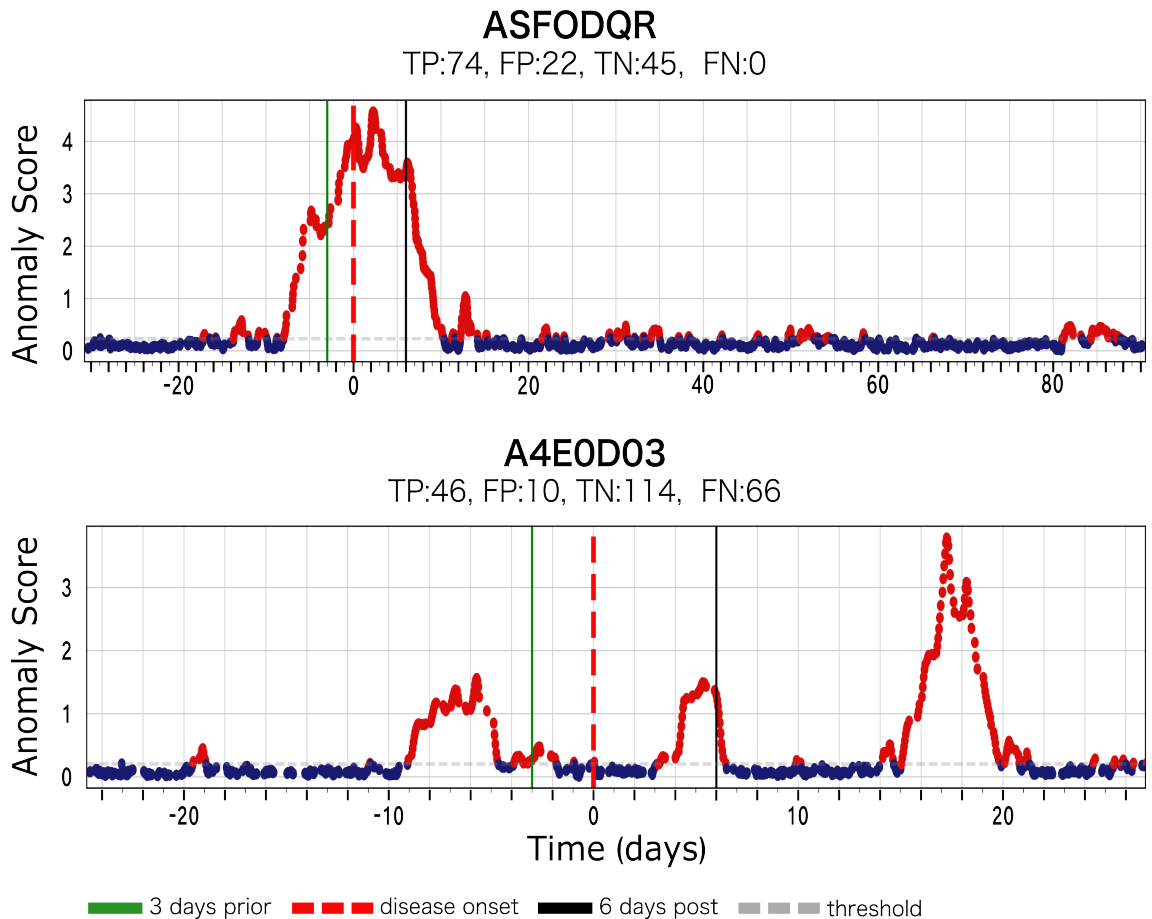 ASFODQR
TP:74, FP:22, TN:45, FN:0
Anomaly Score
4
3
2
1
0
-20 0 20 40 60 80
A4E0D03
TP:46, FP:10, TN:114, FN:66
Anomaly Score
3
2
1
0
-20 -10 0 10 20
Time (days)
3 days prior disease onset 6 days post threshold